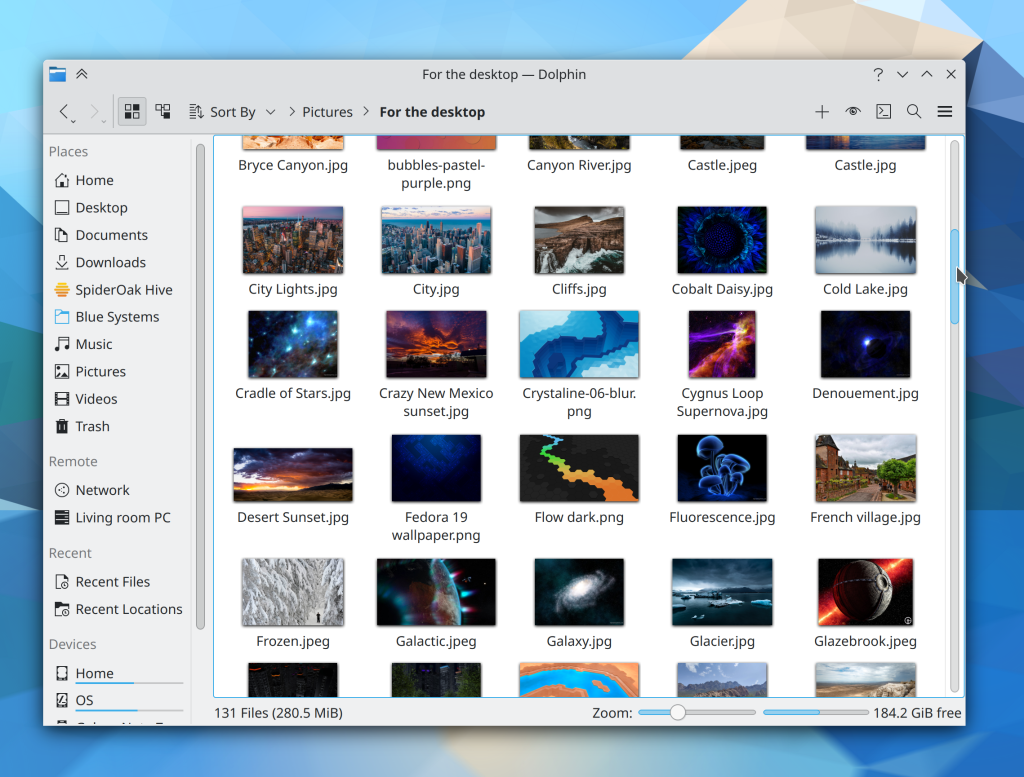 For the desktop — Dolphin
Sort By
Pictures
For the desktop
Places
Home
Desktop
Documents
Downloads
SpiderOak Hive
Blue Systems
Music
Pictures
Videos
Trash
Remote
Network
Living room PC
Recent
Recent Files
Recent Locations
Devices
Home
OS
Bryce Canyon.jpg
bubbles-pastel-
purple.png
Canyon River.jpg
Castle.jpeg
Castle.jpg
City Lights.jpg
City.jpg
Cliffs.jpg
Cobalt Daisy.jpg
Cold Lake.jpg
Cradle of Stars.jpg
Crazy New Mexico
sunset.jpg
Crystaline-06-blur.
png
Cygnus Loop
Supernova.jpg
Denouement.jpg
Desert Sunset.jpg
Fedora 19
wallpaper.png
Flow dark.png
Fluorescence.jpg
French village.jpg
Frozen.jpeg
Galactic.jpeg
Galaxy.jpg
Glacier.jpg
Glazebrook.jpeg
131 Files (280.5 MiB)
Zoom:
184.2 GiB free